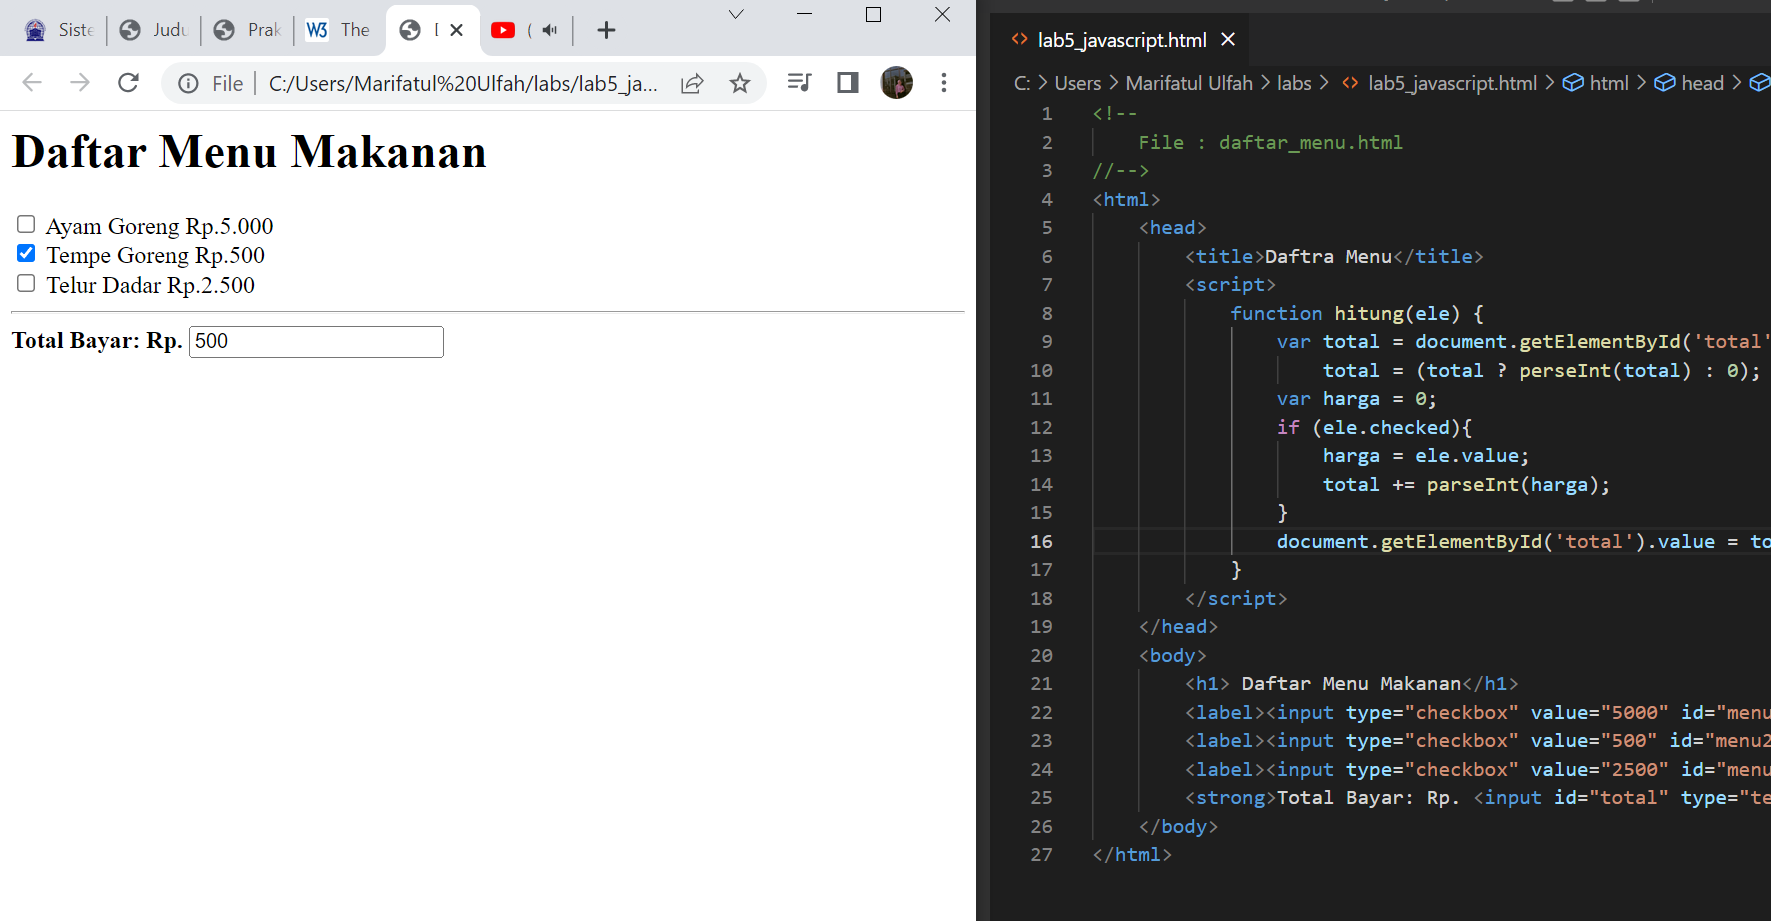 Siste Judu Prak W3 The (
File C:/Users/Marifatul%20Ulfah/labs/lab5_ja...
Daftar Menu Makanan
Ayam Goreng Rp.5.000
Tempe Goreng Rp.500
Telur Dadar Rp.2.500
Total Bayar: Rp. 500
lab5_javascript.html
C: > Users > Marifatul Ulfah > labs > lab5_javascript.html > html > head >
1 <!--
2 File : daftar_menu.html
3 //-->
4 <html>
5 <head>
6 <title>Daftra Menu</title>
7 <script>
8 function hitung(ele) {
9 var total = document.getElementById('total'
10 total = (total ? perseInt(total) : 0);
11 var harga = 0;
12 if (ele.checked){
13 harga = ele.value;
14 total += parseInt(harga);
15 }
16 document.getElementById('total').value = to
17 }
18 </script>
19 </head>
20 <body>
21 <h1> Daftar Menu Makanan</h1>
22 <label><input type="checkbox" value="5000" id="menu
23 <label><input type="checkbox" value="500" id="menu2
24 <label><input type="checkbox" value="2500" id="menu
25 <strong>Total Bayar: Rp. <input id="total" type="te
26 </body>
27 </html>